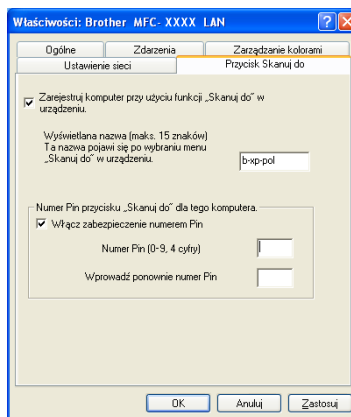 Właściwości: Brother MFC- XXXX LAN
Ogólne Zdarzenia Zarządzanie kolorami
Ustawienie sieci Przycisk Skanuj do
Zarejestruj komputer przy użyciu funkcji „Skanuj do” w
urządzeniu.
Wyświetlana nazwa (maks. 15 znaków)
Ta nazwa pojawi się po wybraniu menu
„Skanuj do” w urządzeniu.
b-xp-pol
Numer Pin przycisku „Skanuj do” dla tego komputera.
Włącz zabezpieczenie numerem Pin
Numer Pin (0-9, 4 cyfry)
Wprowadź ponownie numer Pin
OK Anuluj Zastosuj